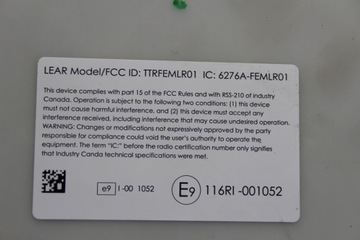 LEAR Model/FCC ID: TTRFEMLR01 IC: 6276A-FEMLR01
This device complies with part 15 of the FCC Rules and with RSS-210 of industry
Canada. Operation is subject to the following two conditions: (1) this device
must not cause harmful interference, and (2) this device must accept any
interference received, including interference that may cause undesired operation.
WARNING: Changes or modifications not expressively approved by the party
responsible for compliance could void the user's authority to operate the
equipment. The term "IC:" before the radio certification number only signifies
that Industry Canda technical specifications were met.
e9 I -00 1052 E9 116RI -001052